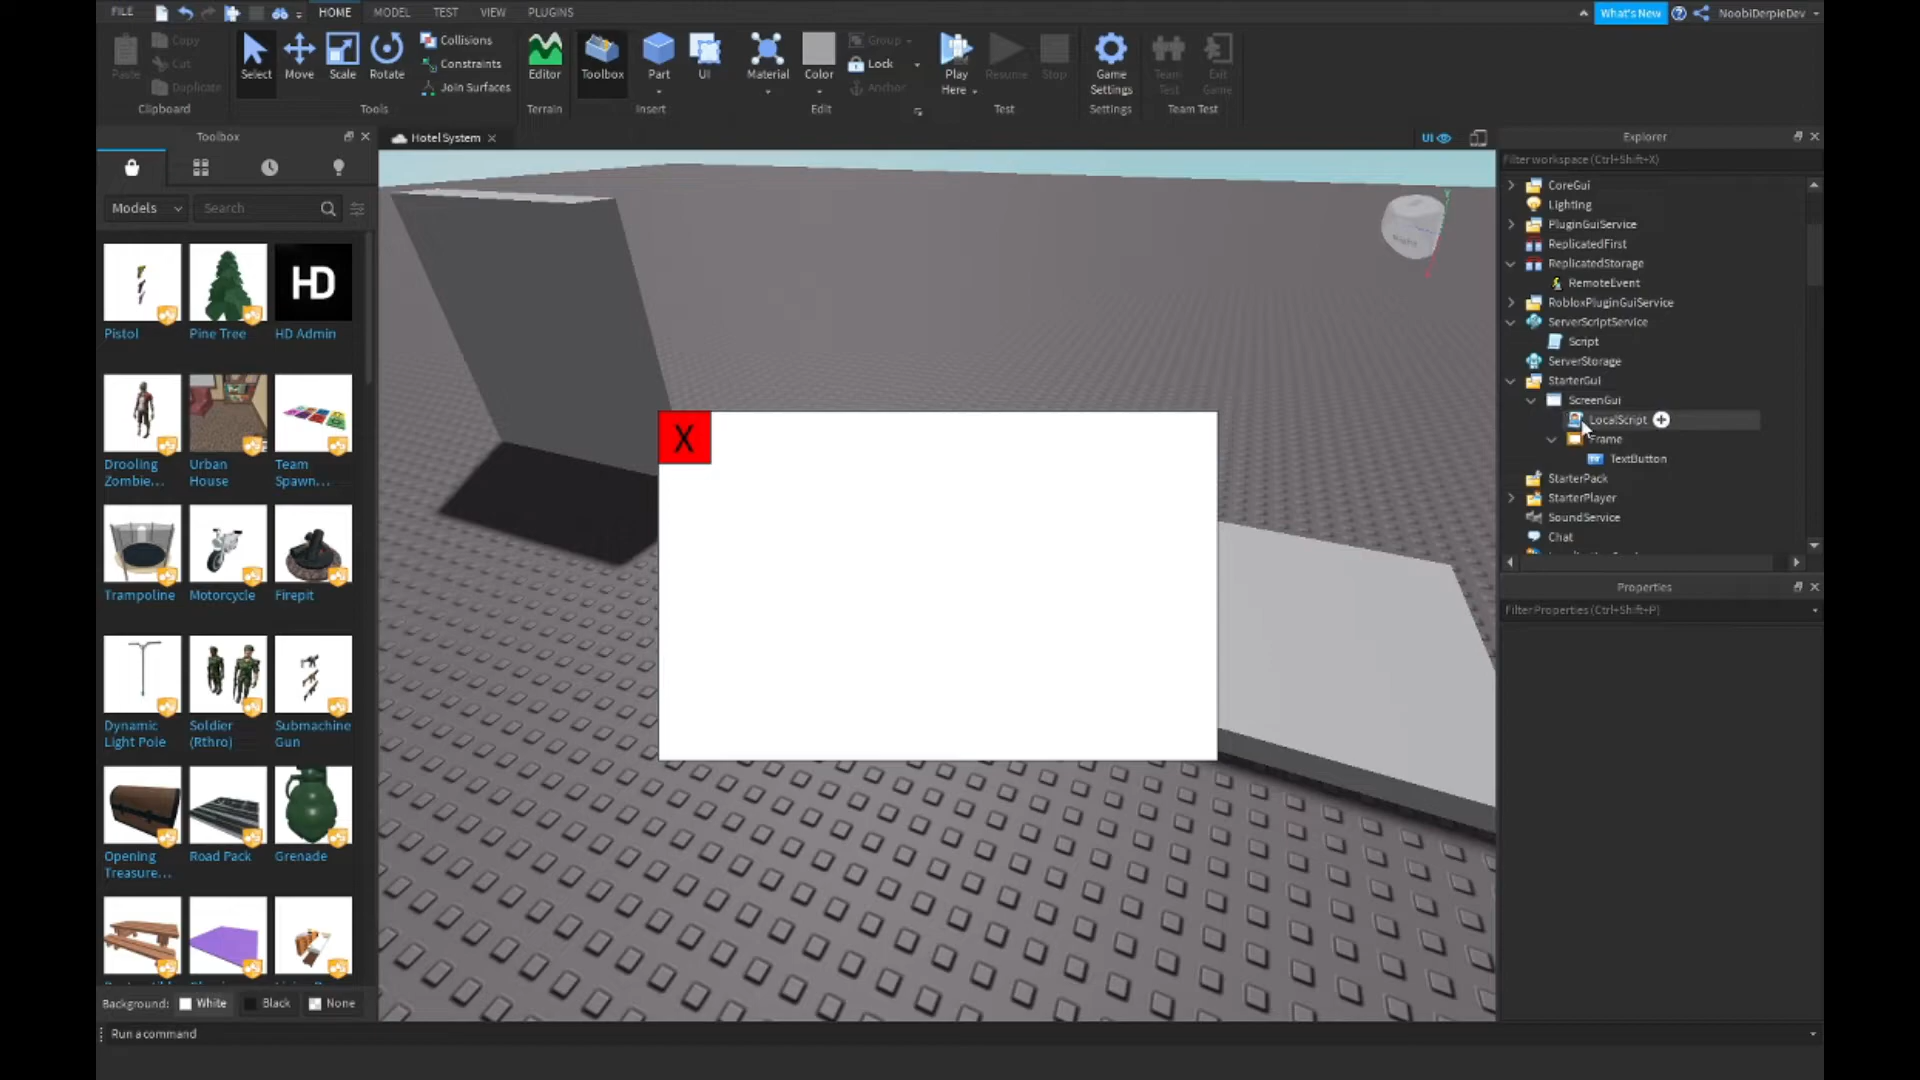 FILE HOME MODEL TEST VIEW PLUGINS What's New NoobiDerpieDev
Paste Copy Cut Duplicate Clipboard
Select Move Scale Rotate Collisions Constraints Join Surfaces Tools
Editor Terrain
Toolbox Part UI Insert
Material Color Group Lock Anchor Edit
Play Here Resume Stop Test
Game Settings Settings
Team Test Exit Game Team Test
Toolbox
Models Search
Pistol Pine Tree HD Admin
HD
Drooling Zombie... Urban House Team Spawn...
Trampoline Motorcycle Firepit
Dynamic Light Pole Soldier (Rthro) Submachine Gun
Opening Treasure... Road Pack Grenade
Background: White Black None
Run a command
Hotel System UI
Right
Y
X
Explorer
Filter workspace (Ctrl+Shift+X)
CoreGui
Lighting
PluginGuiService
ReplicatedFirst
ReplicatedStorage
RemoteEvent
RobloxPluginGuiService
ServerScriptService
Script
ServerStorage
StarterGui
ScreenGui
LocalScript
Frame
TextButton
StarterPack
StarterPlayer
SoundService
Chat
Properties
Filter Properties (Ctrl+Shift+P)